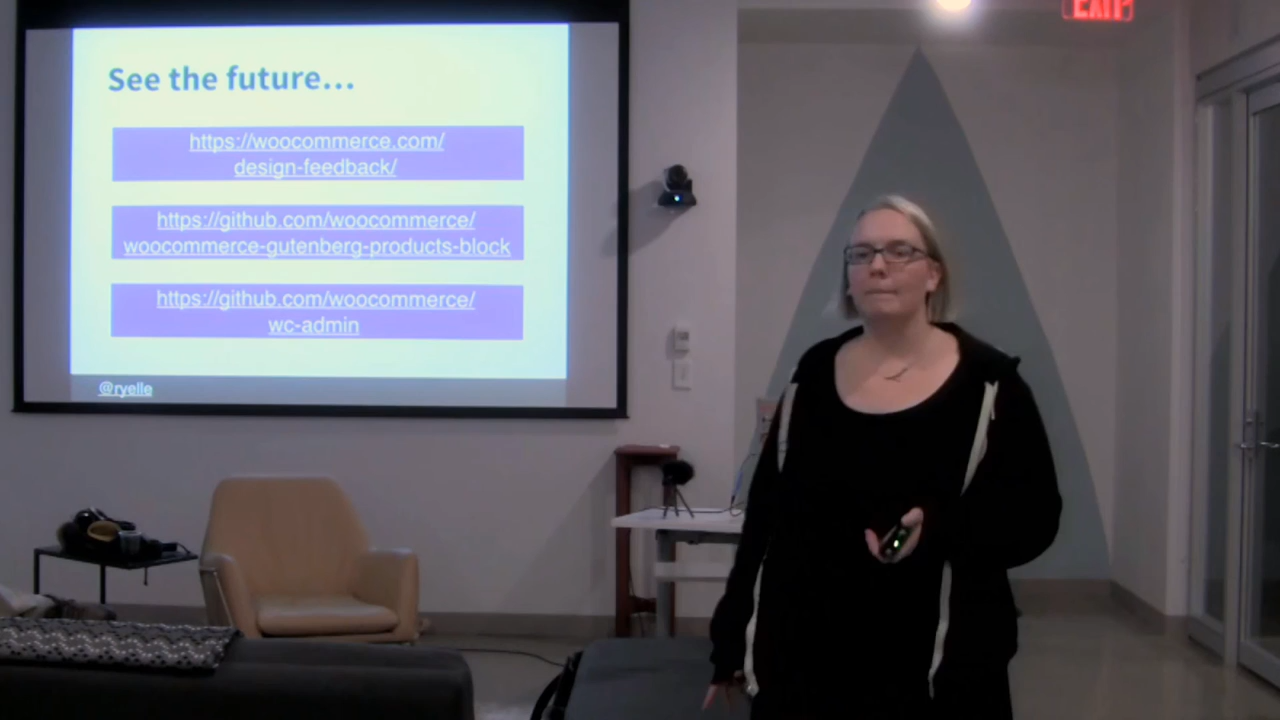 EXIT
See the future...
https://woocommerce.com/
design-feedback/
https://github.com/woocommerce/
woocommerce-gutenberg-products-block
https://github.com/woocommerce/
wc-admin
@ryelle